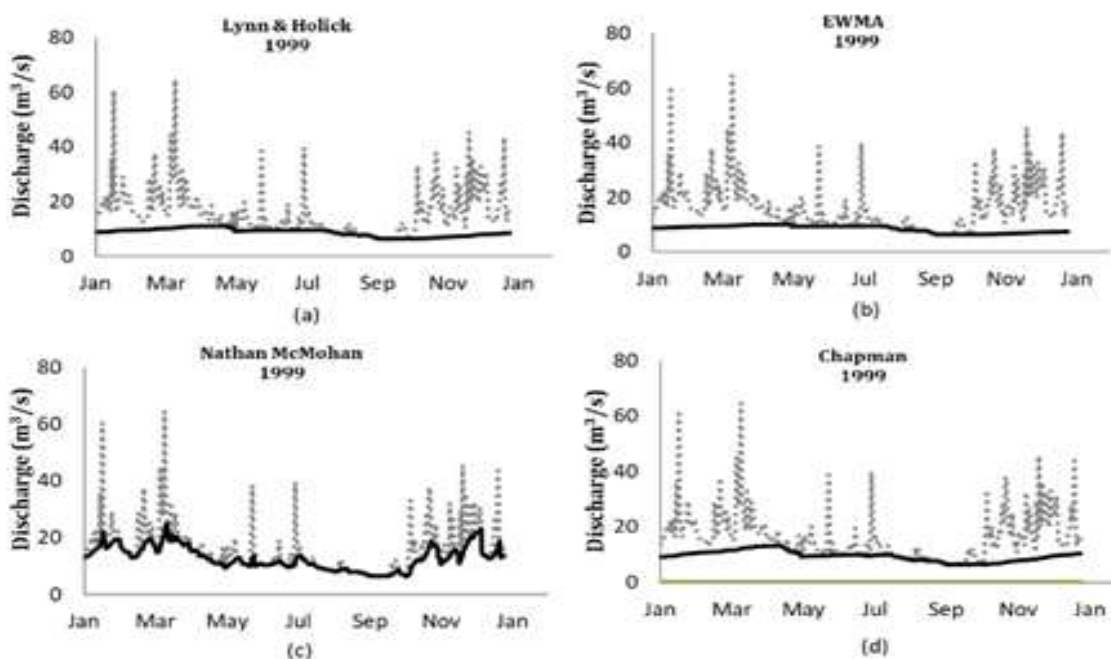 Lynn & Holick
1999
Discharge (m³/s)
80
60
40
20
0
Jan Mar May Jul Sep Nov Jan
(a)
EWMA
1999
Discharge (m³/s)
80
60
40
20
0
Jan Mar May Jul Sep Nov Jan
(b)
Nathan McMohan
1999
Discharge (m³/s)
80
60
40
20
0
Jan Mar May Jul Sep Nov Jan
(c)
Chapman
1999
Discharge (m³/s)
80
60
40
20
0
Jan Mar May Jul Sep Nov Jan
(d)